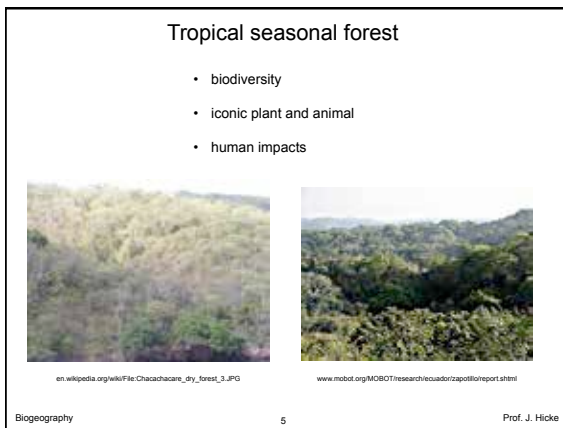 Tropical seasonal forest
• biodiversity
• iconic plant and animal
• human impacts
en.wikipedia.org/wiki/File:Chacachacare_dry_forest_3.JPG
www.mobot.org/MOBOT/research/ecuador/zapotillo/report.shtml
Biogeography
5
Prof. J. Hicke